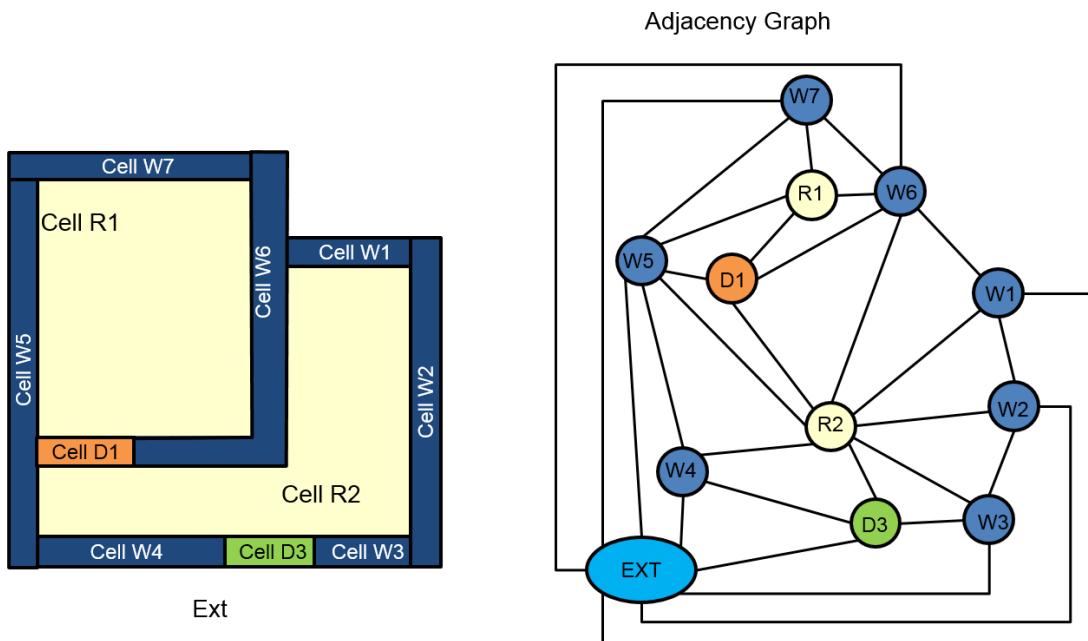 Adjacency Graph
Cell W7
Cell R1
Cell W6
Cell W1
Cell W5
Cell W2
Cell D1
Cell R2
Cell W4
Cell D3
Cell W3
Ext
W7
R1
W6
W5
D1
W1
R2
W2
W4
D3
W3
EXT